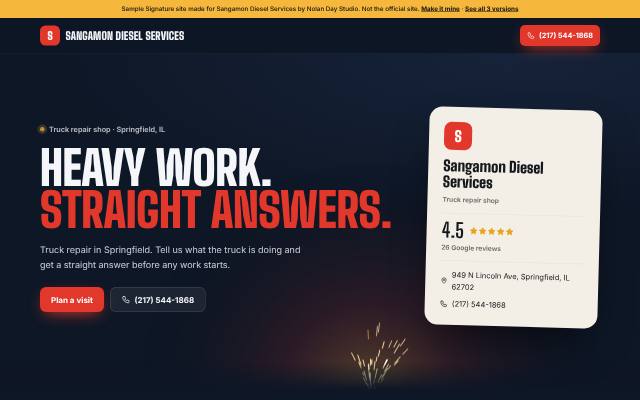 Sample Signature site made for Sangamon Diesel Services by Nolan Day Studio. Not the official site. Make it mine · See all 3 versions
S SANGAMON DIESEL SERVICES
(217) 544-1868
Truck repair shop · Springfield, IL
HEAVY WORK.
STRAIGHT ANSWERS.
Truck repair in Springfield. Tell us what the truck is doing and
get a straight answer before any work starts.
Plan a visit
(217) 544-1868
S
Sangamon Diesel
Services
Truck repair shop
4.5 ★★★★★
26 Google reviews
949 N Lincoln Ave, Springfield, IL
62702
(217) 544-1868